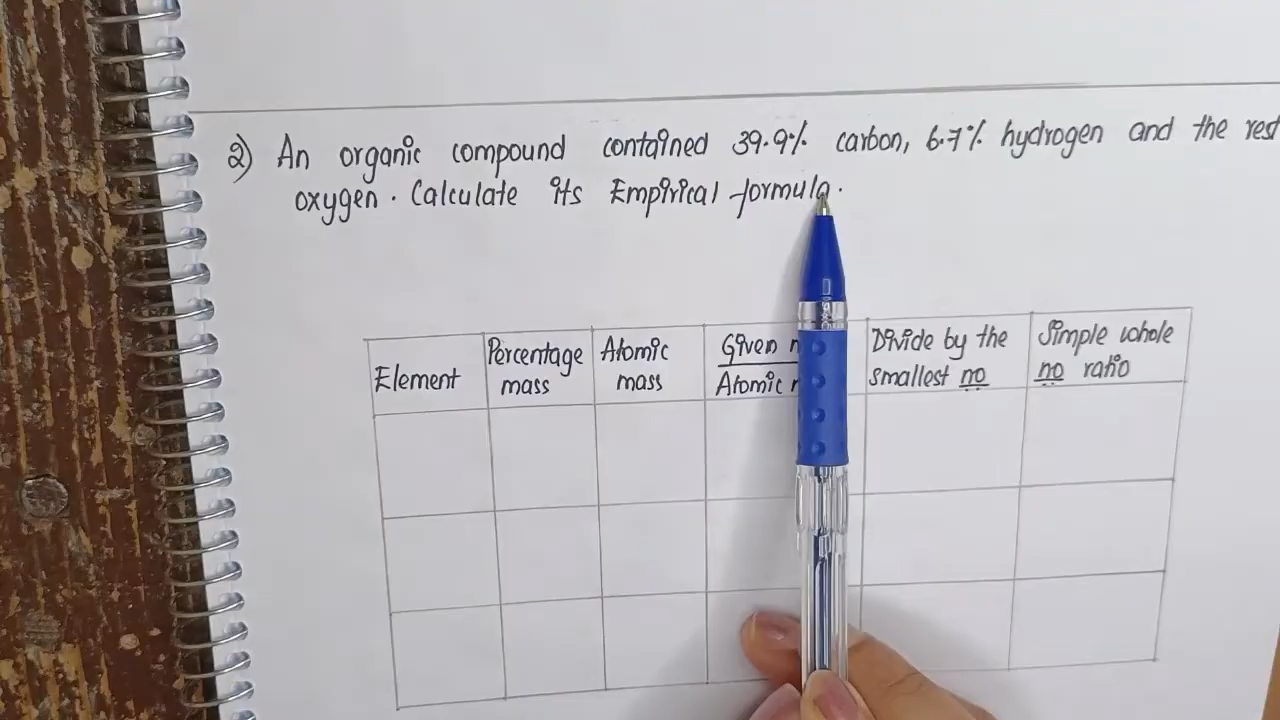 2) An organic compound contained 39.9% carbon, 6.7% hydrogen and the rest
oxygen. Calculate its Empirical formula.
Element
Percentage
mass
Atomic
mass
Given
Atomic
Divide by the
smallest no
Simple whole
no ratio